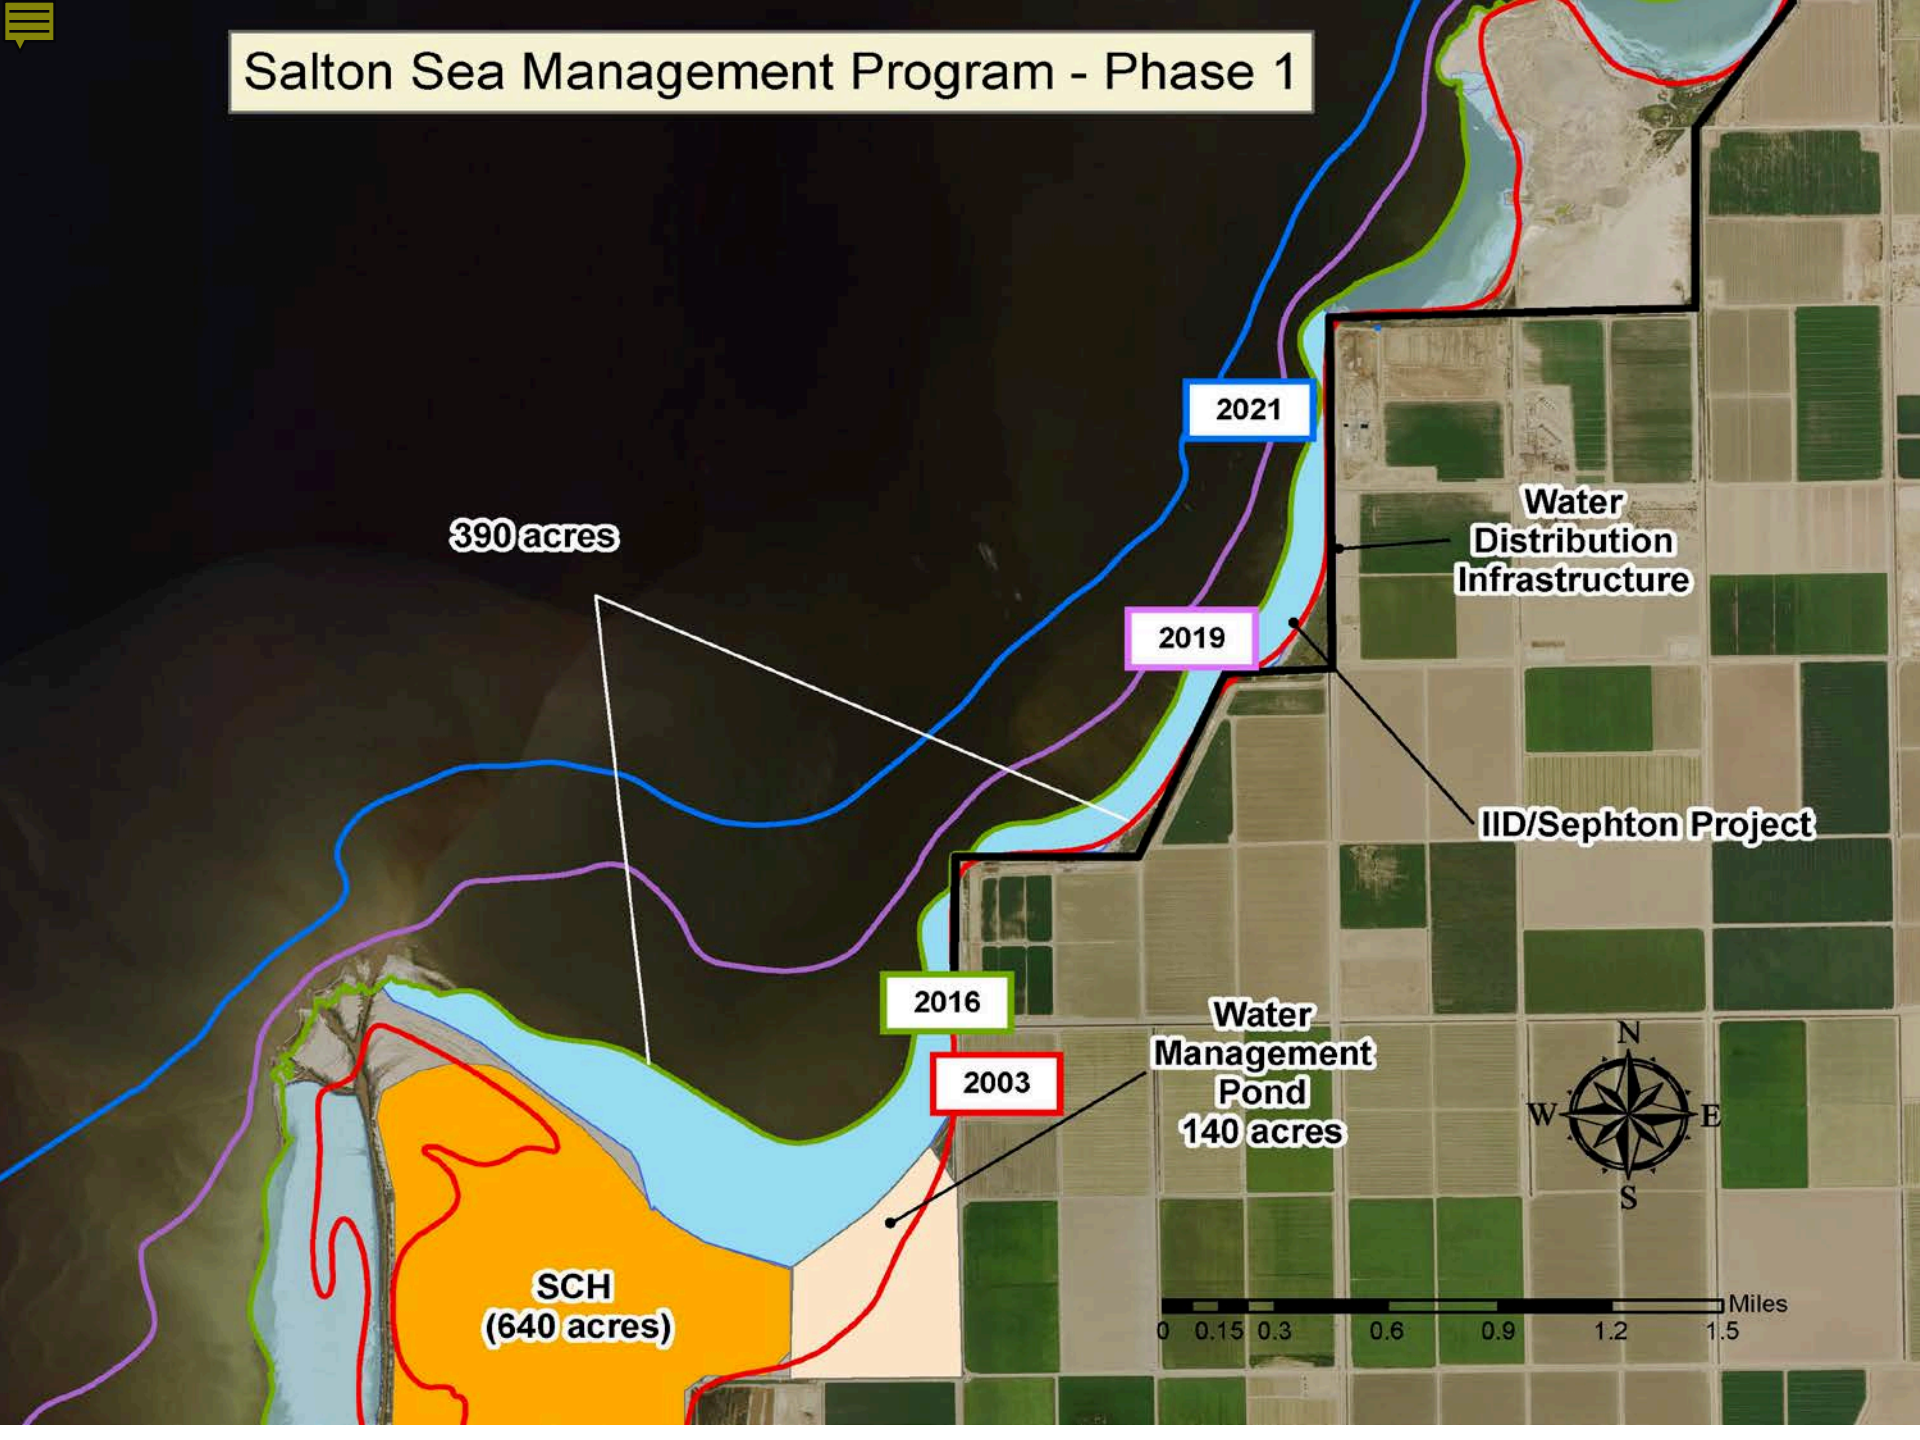 Salton Sea Management Program - Phase 1
2021
390 acres
Water
Distribution
Infrastructure
2019
IID/Sephton Project
2016
2003
Water
Management
Pond
140 acres
N
W
E
S
SCH
(640 acres)
Miles
0 0.15 0.3 0.6 0.9 1.2 1.5